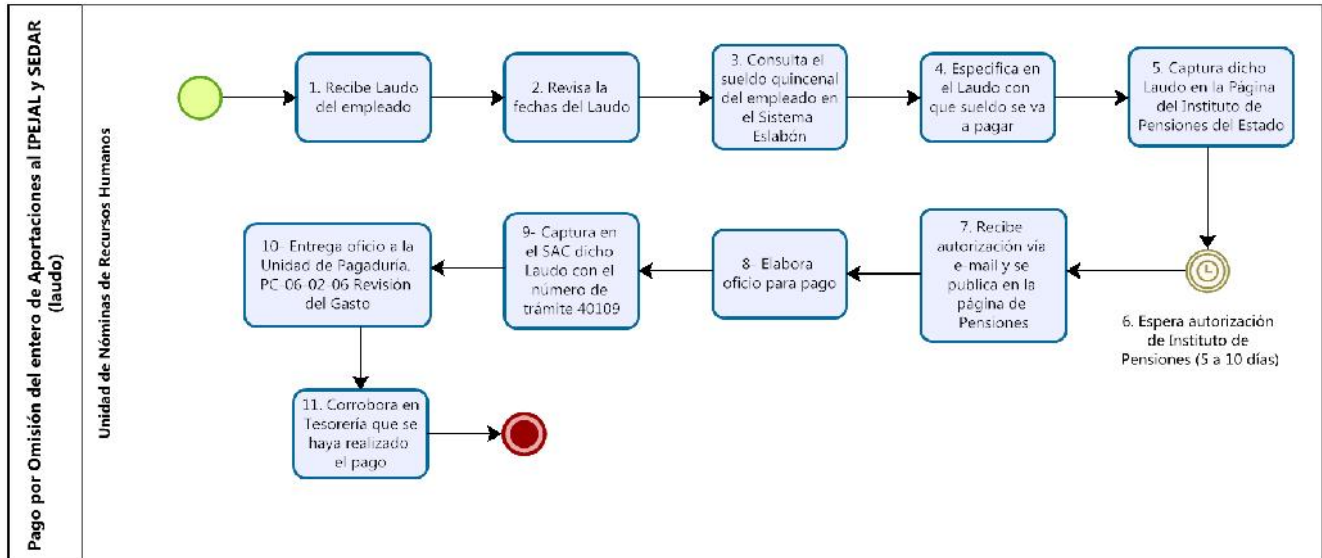 Pago por Omisión del entero de Aportaciones al IPEJAL y SEDAR
(laudo)
Unidad de Nóminas de Recursos Humanos
1. Recibe Laudo
del empleado
2. Revisa la
fechas del Laudo
3. Consulta el
sueldo quincenal
del empleado en
el Sistema
Eslabón
4. Especifica en
el Laudo con
que sueldo se va
a pagar
5. Captura dicho
Laudo en la Página
del Instituto de
Pensiones del Estado
6. Espera autorización
de Instituto de
Pensiones (5 a 10 días)
7. Recibe
autorización vía
e-mail y se
publica en la
página de
Pensiones
8- Elabora
oficio para pago
9- Captura en
el SAC dicho
Laudo con el
número de
trámite 40109
10- Entrega oficio a la
Unidad de Pagaduría.
PC-06-02-06 Revisión
del Gasto
11. Corrobora en
Tesorería que se
haya realizado
el pago